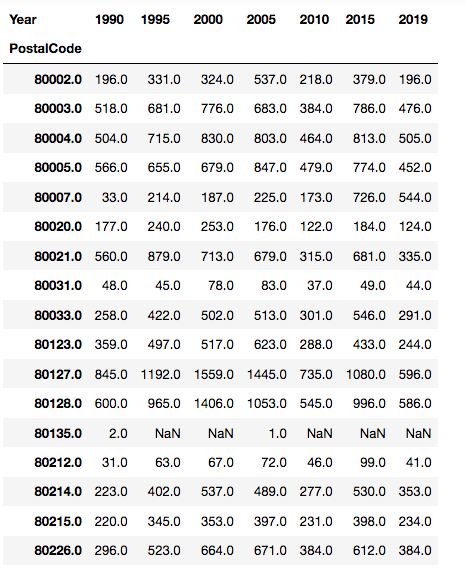 Year 1990 1995 2000 2005 2010 2015 2019
PostalCode
80002.0 196.0 331.0 324.0 537.0 218.0 379.0 196.0
80003.0 518.0 681.0 776.0 683.0 384.0 786.0 476.0
80004.0 504.0 715.0 830.0 803.0 464.0 813.0 505.0
80005.0 566.0 655.0 679.0 847.0 479.0 774.0 452.0
80007.0 33.0 214.0 187.0 225.0 173.0 726.0 544.0
80020.0 177.0 240.0 253.0 176.0 122.0 184.0 124.0
80021.0 560.0 879.0 713.0 679.0 315.0 681.0 335.0
80031.0 48.0 45.0 78.0 83.0 37.0 49.0 44.0
80033.0 258.0 422.0 502.0 513.0 301.0 546.0 291.0
80123.0 359.0 497.0 517.0 623.0 288.0 433.0 244.0
80127.0 845.0 1192.0 1559.0 1445.0 735.0 1080.0 596.0
80128.0 600.0 965.0 1406.0 1053.0 545.0 996.0 586.0
80135.0 2.0 NaN NaN 1.0 NaN NaN NaN
80212.0 31.0 63.0 67.0 72.0 46.0 99.0 41.0
80214.0 223.0 402.0 537.0 489.0 277.0 530.0 353.0
80215.0 220.0 345.0 353.0 397.0 231.0 398.0 234.0
80226.0 296.0 523.0 664.0 671.0 384.0 612.0 384.0